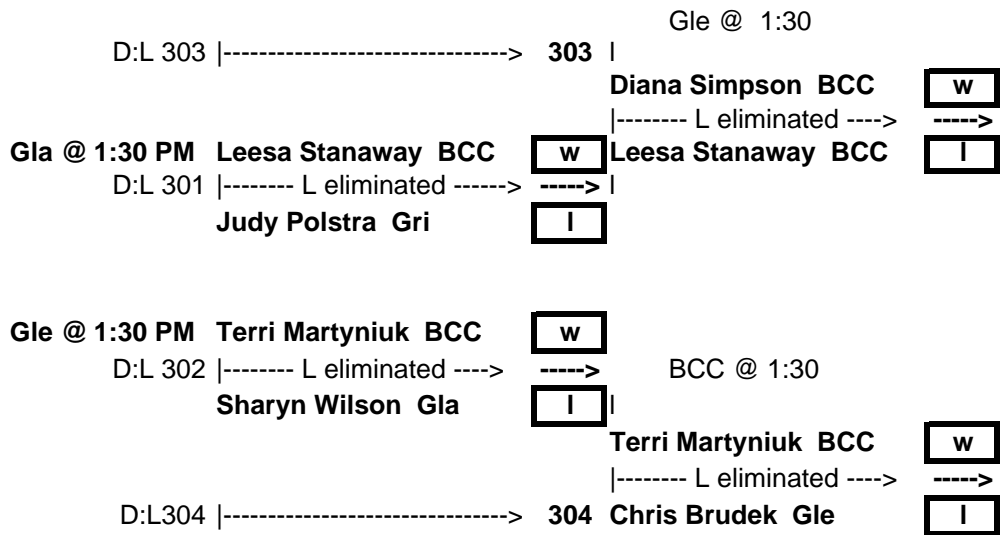 Gle @ 1:30
D:L 303 |--------------------------------> 303 l
Diana Simpson BCC w
|-------- L eliminated ----> ----->
Gla @ 1:30 PM Leesa Stanaway BCC w Leesa Stanaway BCC l
D:L 301 |-------- L eliminated ------> -----> l
Judy Polstra Gri l
Gle @ 1:30 PM Terri Martyniuk BCC w
D:L 302 |-------- L eliminated ----> -----> BCC @ 1:30
Sharyn Wilson Gla l l
Terri Martyniuk BCC w
|-------- L eliminated ----> ----->
D:L304 |--------------------------------> 304 Chris Brudek Gle l